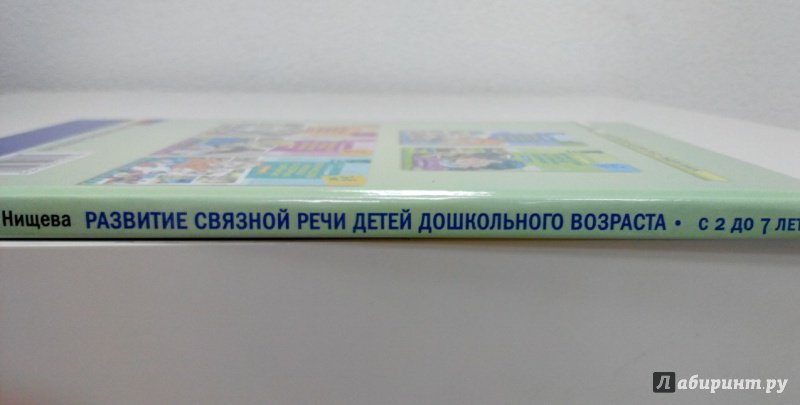 Нищева РАЗВИТИЕ СВЯЗНОЙ РЕЧИ ДЕТЕЙ ДОШКОЛЬНОГО ВОЗРАСТА • С 2 ДО 7 ЛЕТ
Лабиринт.ру